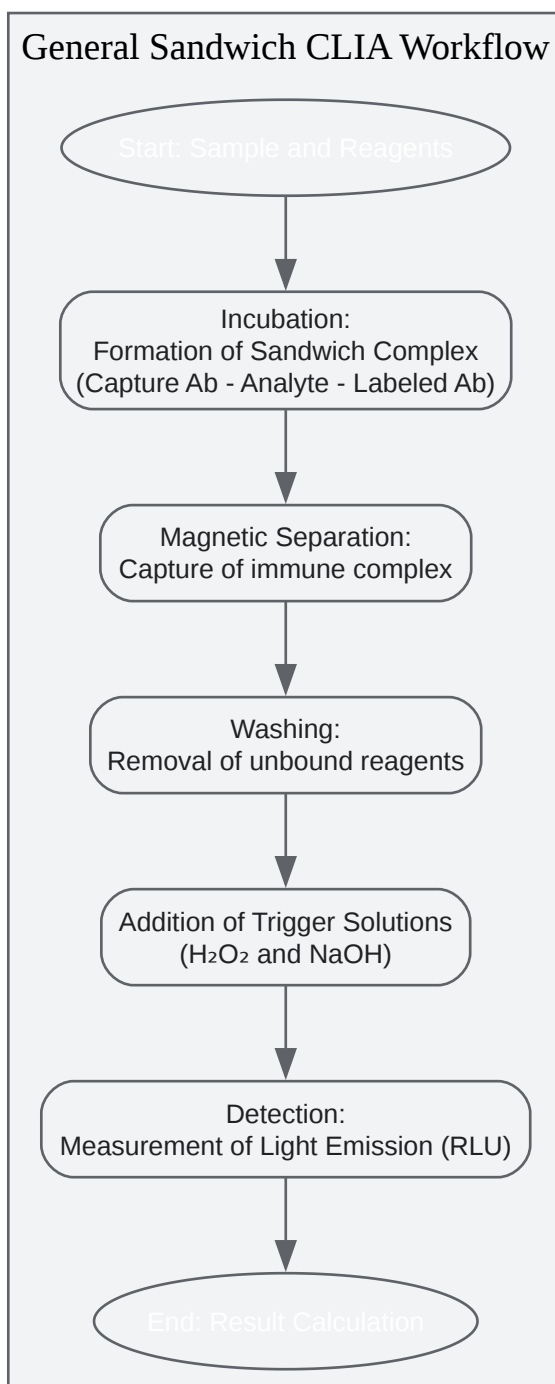 General Sandwich CLIA Workflow
Start: Sample and Reagents
Incubation:
Formation of Sandwich Complex
(Capture Ab - Analyte - Labeled Ab)
Magnetic Separation:
Capture of immune complex
Washing:
Removal of unbound reagents
Addition of Trigger Solutions
(H₂O₂ and NaOH)
Detection:
Measurement of Light Emission (RLU)
End: Result Calculation